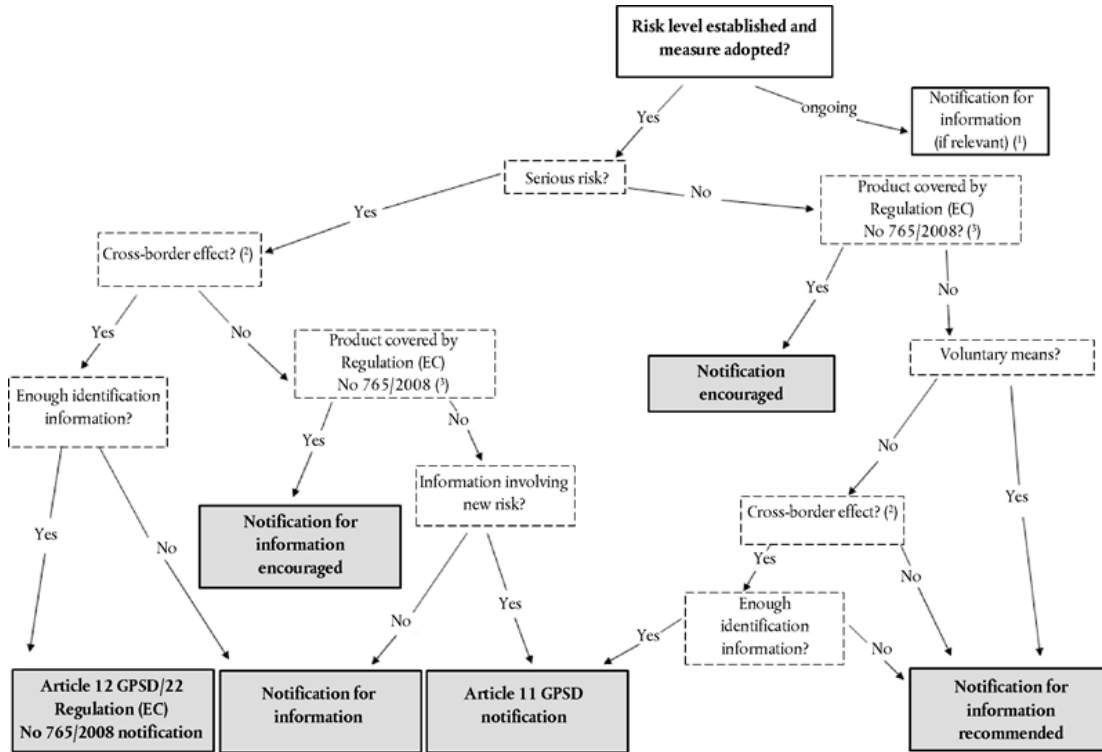 Risk level established and
measure adopted?
Yes
ongoing
Notification for
information
(if relevant) (¹)
Serious risk?
Yes
No
Product covered by
Regulation (EC)
No 765/2008? (³)
Cross-border effect? (²)
Yes
No
Yes
No
Product covered by
Regulation (EC)
No 765/2008 (³)
Notification
encouraged
Voluntary means?
Enough identification
information?
Yes
No
No
Yes
Information involving
new risk?
Yes
No
Notification for
information
encouraged
Cross-border effect? (²)
Yes
No
No
Yes
Enough
identification
information?
Yes
No
Article 12 GPSD/22
Regulation (EC)
No 765/2008 notification
Notification for
information
Article 11 GPSD
notification
Notification for
information
recommended